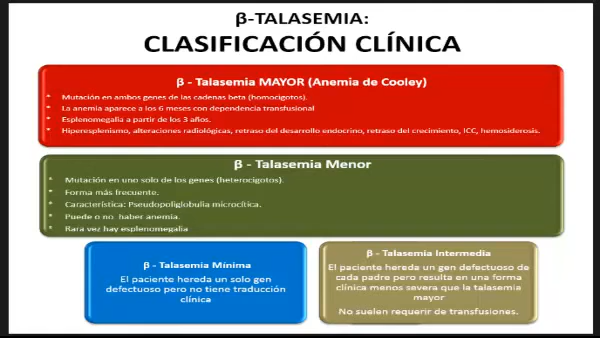 β-TALASEMIA:
CLASIFICACIÓN CLÍNICA
β - Talasemia MAYOR (Anemia de Cooley)
• Mutación en ambos genes de las cadenas beta (homocigotos).
• La anemia aparece a los 6 meses con dependencia transfusional
• Esplenomegalia a partir de los 3 años.
• Hiperesplenismo, alteraciones radiológicas, retraso del desarrollo endocrino, retraso del crecimiento, ICC, hemosiderosis.
β - Talasemia Menor
• Mutación en uno solo de los genes (heterocigotos).
• Forma más frecuente.
• Característica: Pseudopoliglobulia microcítica.
• Puede o no haber anemia.
• Rara vez hay esplenomegalia
β - Talasemia Mínima
El paciente hereda un solo gen
defectuoso pero no tiene traducción
clínica
β - Talasemia Intermedia
El paciente hereda un gen defectuoso de
cada padre pero resulta en una forma
clínica menos severa que la talasemia
mayor
No suelen requerir de transfusiones.